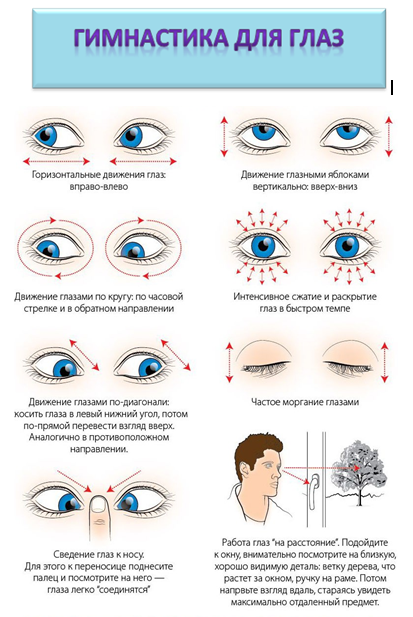 ГИМНАСТИКА ДЛЯ ГЛАЗ
Горизонтальные движения глаз:
вправо-влево
Движение глазными яблоками
вертикально: вверх-вниз
Движение глазами по кругу: по часовой
стрелке и в обратном направлении
Интенсивное сжатие и раскрытие
глаз в быстром темпе
Движение глазами по-диагонали:
косить глаза в левый нижний угол, потом
по-прямой перевести взгляд вверх.
Аналогично в противоположном
направлении.
Частое моргание глазами
Сведение глаз к носу.
Для этого к переносице поднесите
палец и посмотрите на него —
глаза легко “соединятся”
Работа глаз “на расстояние”. Подойдите
к окну, внимательно посмотрите на близкую,
хорошо видимую деталь: ветку дерева, что
растет за окном, ручку на раме. Потом
напрвьте взгляд вдаль, стараясь увидеть
максимально отдаленный предмет.